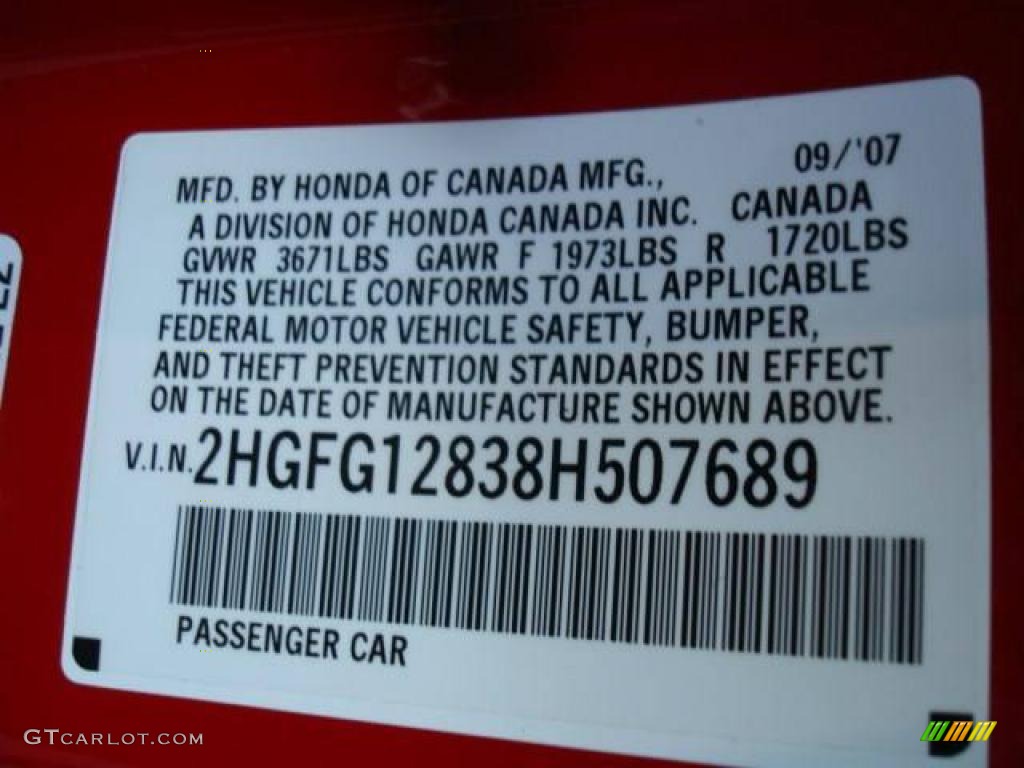 09/'07
MFD. BY HONDA OF CANADA MFG.,
A DIVISION OF HONDA CANADA INC. CANADA
GVWR 3671LBS GAWR F 1973LBS R 1720LBS
THIS VEHICLE CONFORMS TO ALL APPLICABLE
FEDERAL MOTOR VEHICLE SAFETY, BUMPER,
AND THEFT PREVENTION STANDARDS IN EFFECT
ON THE DATE OF MANUFACTURE SHOWN ABOVE.
V.I.N. 2HGFG12838H507689
PASSENGER CAR
GTCARLOT.COM